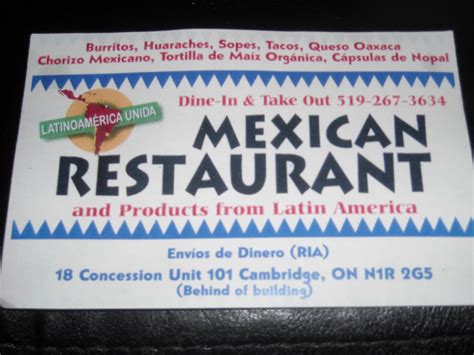 Burritos, Huaraches, Sopes, Tacos, Queso Oaxaca
Chorizo Mexicano, Tortilla de Maíz Orgánica, Cápsulas de Nopal
LATINOAMÉRICA UNIDA
Dine-In & Take Out 519-267-3634
MEXICAN
RESTAURANT
and Products from Latin America
Envíos de Dinero (RIA)
18 Concession Unit 101 Cambridge, ON N1R 2G5
(Behind of building)